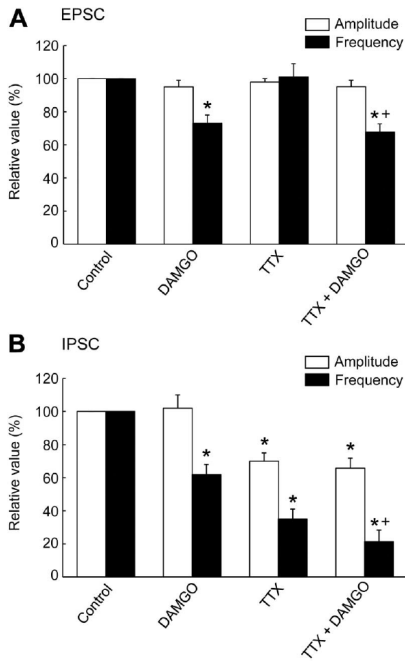 A EPSC
Amplitude
Frequency
Relative value (%)
120
100
80
60
40
20
0
*
*+
Control
DAMGO
TTX
TTX + DAMGO
B IPSC
Amplitude
Frequency
Relative value (%)
120
100
80
60
40
20
0
*
*
*
*
*+
Control
DAMGO
TTX
TTX + DAMGO